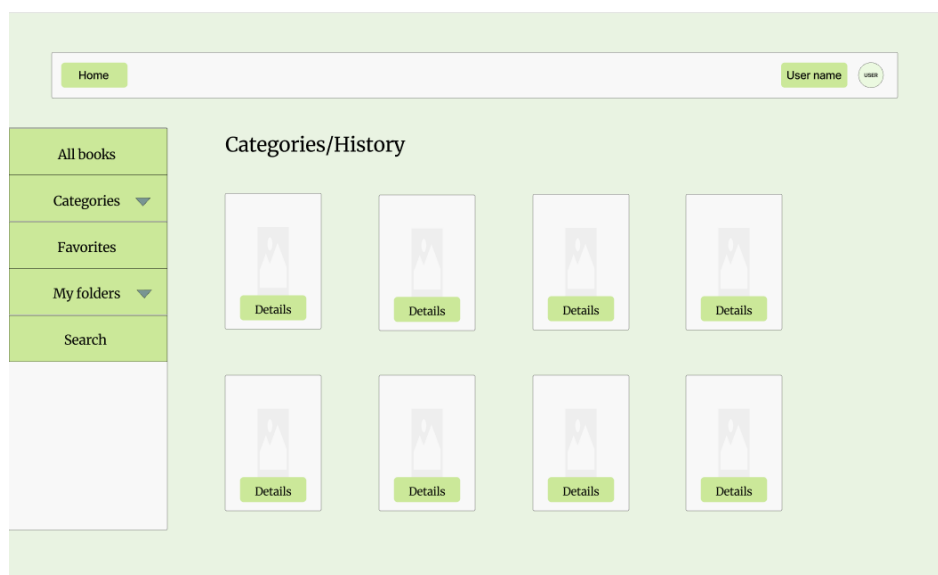 Home
User name
USER
All books
Categories
Favorites
My folders
Search
Categories/History
Details
Details
Details
Details
Details
Details
Details
Details